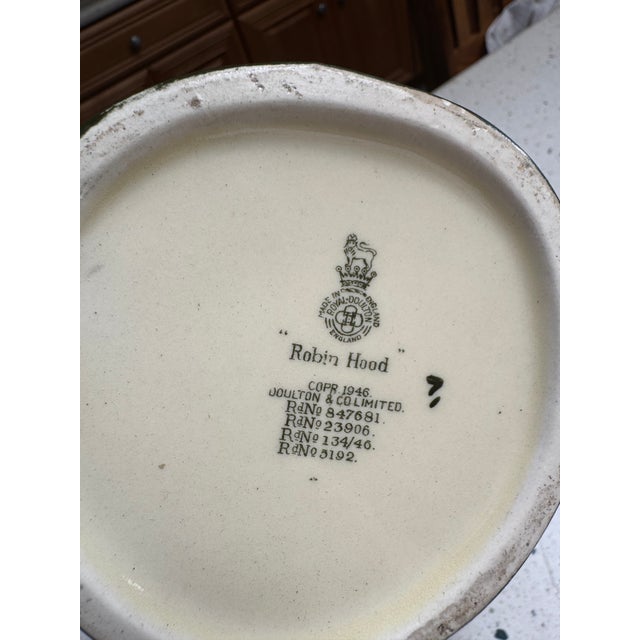 MADE IN ENGLAND
ROYAL·DOULTON
ENGLAND
"Robin Hood"
COPR.1946.
DOULTON & CO LIMITED.
RdNo 847681.
RdNo 23906.
RdNo 134/46.
RdNo 5192.